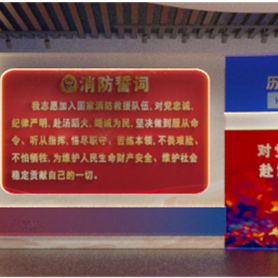 消防誓词
我志愿加入国家消防救援队伍，对党忠诚，
纪律严明，赴汤蹈火，竭诚为民，坚决做到服从命
令、听从指挥，恪尽职守、苦练本领，不畏艰险、
不怕牺牲，为维护人民生命财产安全、维护社会
稳定贡献自己的一切。
历
对党
赴